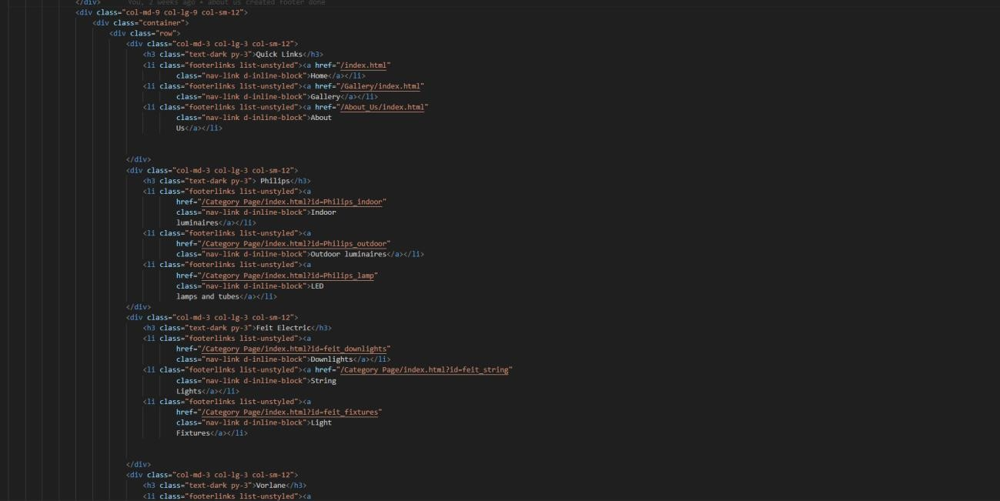 </div>    You, 2 weeks ago • about us created footer done
<div class="col-md-9 col-lg-9 col-sm-12">
<div class="container">
<div class="row">
<div class="col-md-3 col-lg-3 col-sm-12">
<h3 class="text-dark py-3">Quick Links</h3>
<li class="footerlinks list-unstyled"><a href="/index.html"
class="nav-link d-inline-block">Home</a></li>
<li class="footerlinks list-unstyled"><a href="/Gallery/index.html"
class="nav-link d-inline-block">Gallery</a></li>
<li class="footerlinks list-unstyled"><a href="/About_Us/index.html"
class="nav-link d-inline-block">About
Us</a></li>
</div>
<div class="col-md-3 col-lg-3 col-sm-12">
<h3 class="text-dark py-3"> Philips</h3>
<li class="footerlinks list-unstyled"><a
href="/Category Page/index.html?id=Philips_indoor"
class="nav-link d-inline-block">Indoor
luminaires</a></li>
<li class="footerlinks list-unstyled"><a
href="/Category Page/index.html?id=Philips_outdoor"
class="nav-link d-inline-block">Outdoor luminaires</a></li>
<li class="footerlinks list-unstyled"><a
href="/Category Page/index.html?id=Philips_lamp"
class="nav-link d-inline-block">LED
lamps and tubes</a></li>
</div>
<div class="col-md-3 col-lg-3 col-sm-12">
<h3 class="text-dark py-3">Feit Electric</h3>
<li class="footerlinks list-unstyled"><a
href="/Category Page/index.html?id=feit_downlights"
class="nav-link d-inline-block">Downlights</a></li>
<li class="footerlinks list-unstyled"><a href="/Category Page/index.html?id=feit_string"
class="nav-link d-inline-block">String
Lights</a></li>
<li class="footerlinks list-unstyled"><a
href="/Category Page/index.html?id=feit_fixtures"
class="nav-link d-inline-block">Light
Fixtures</a></li>
</div>
<div class="col-md-3 col-lg-3 col-sm-12">
<h3 class="text-dark py-3">Vorlane</h3>
<li class="footerlinks list-unstyled"><a